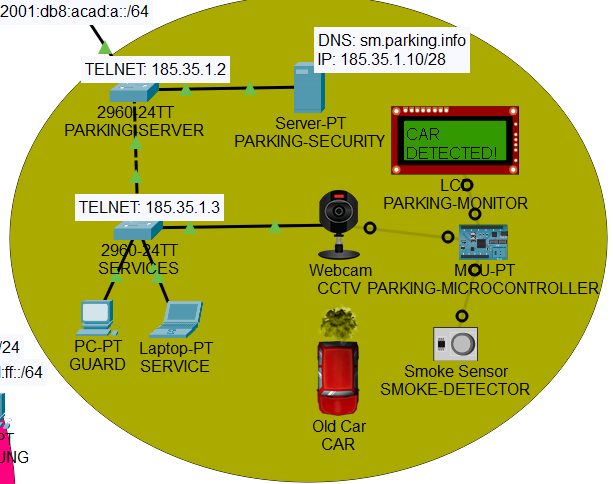 2001:db8:acad:a::/64
DNS: sm.parking.info
IP: 185.35.1.10/28
TELNET: 185.35.1.2
2960-24TT
PARKING-SERVER
Server-PT
PARKING-SECURITY
CAR
DETECTED!
LCD
PARKING-MONITOR
TELNET: 185.35.1.3
2960-24TT
SERVICES
Webcam
CCTV
MCU-PT
PARKING-MICROCONTROLLER
PC-PT
GUARD
Laptop-PT
SERVICE
Smoke Sensor
SMOKE-DETECTOR
Old Car
CAR
/24
:ff::/64
PT
UNG